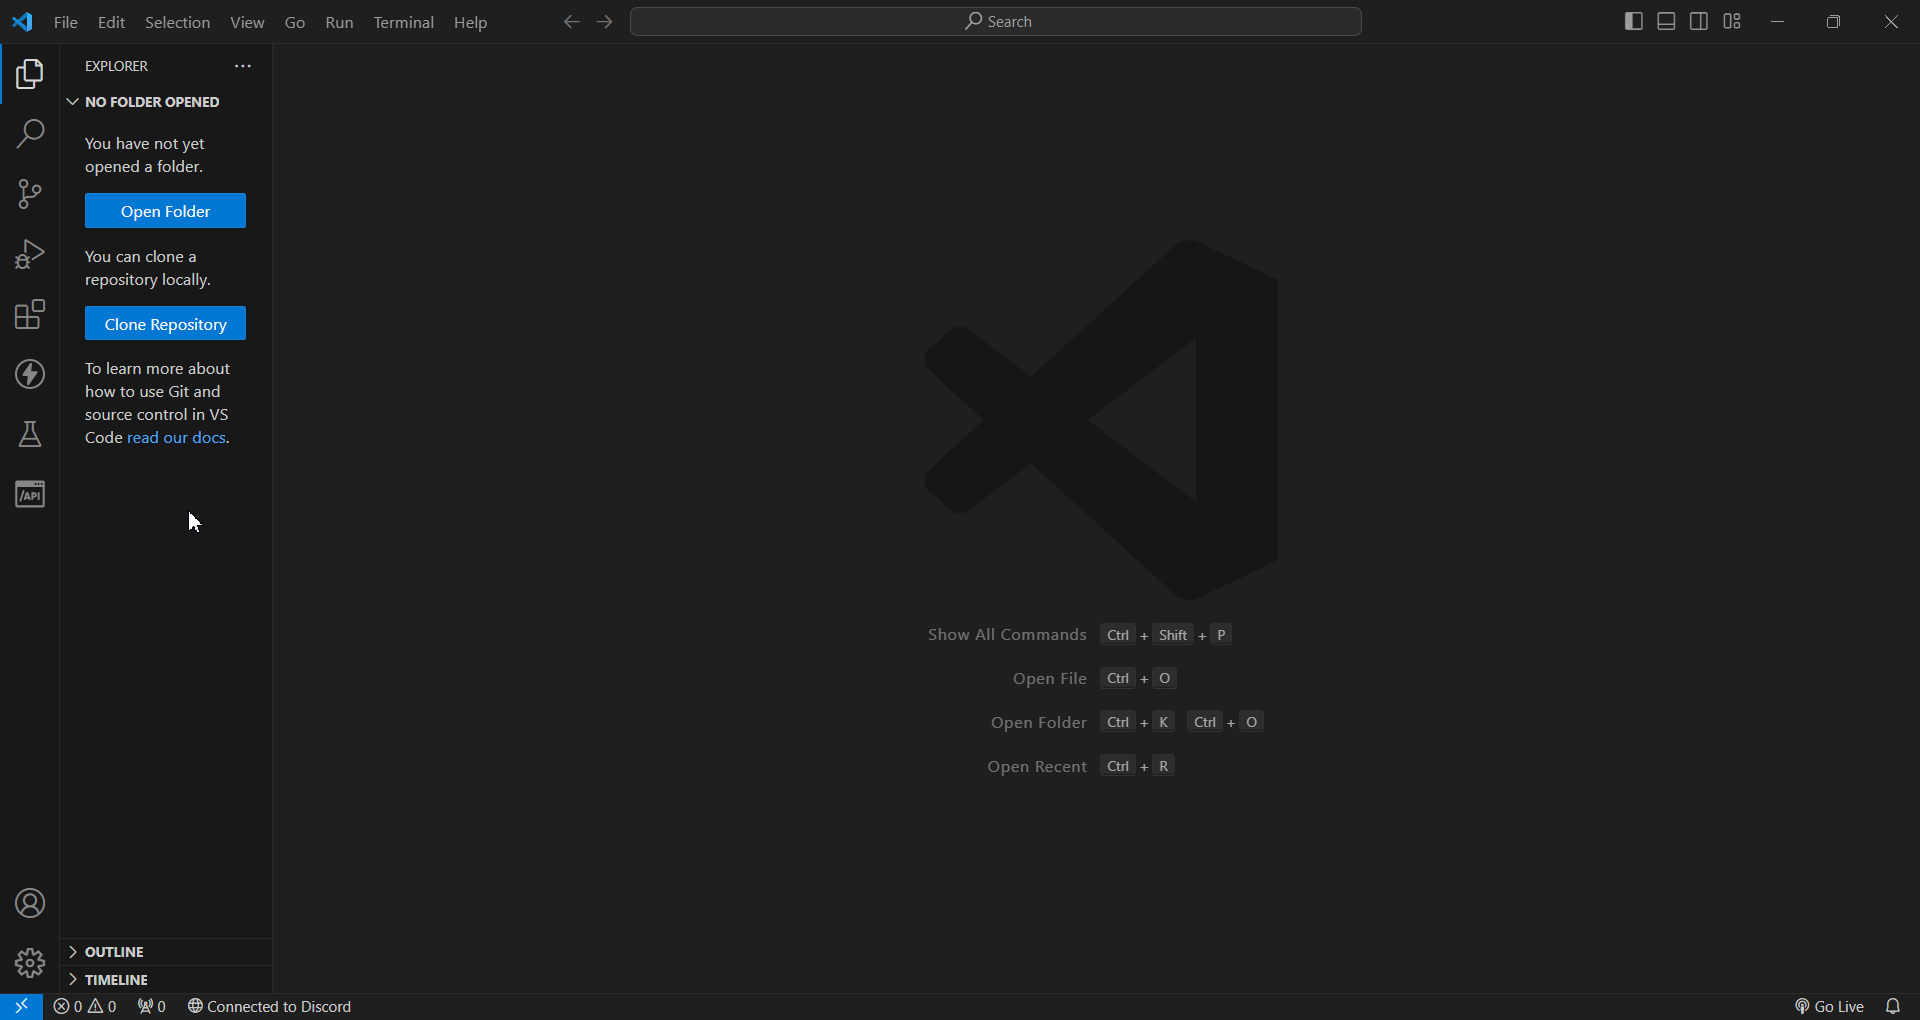 File Edit Selection View Go Run Terminal Help
Search
EXPLORER
NO FOLDER OPENED
You have not yet
opened a folder.
Open Folder
You can clone a
repository locally.
Clone Repository
To learn more about
how to use Git and
source control in VS
Code read our docs.
/API
Show All Commands Ctrl + Shift + P
Open File Ctrl + O
Open Folder Ctrl + K Ctrl + O
Open Recent Ctrl + R
OUTLINE
TIMELINE
0 0 0 Connected to Discord Go Live